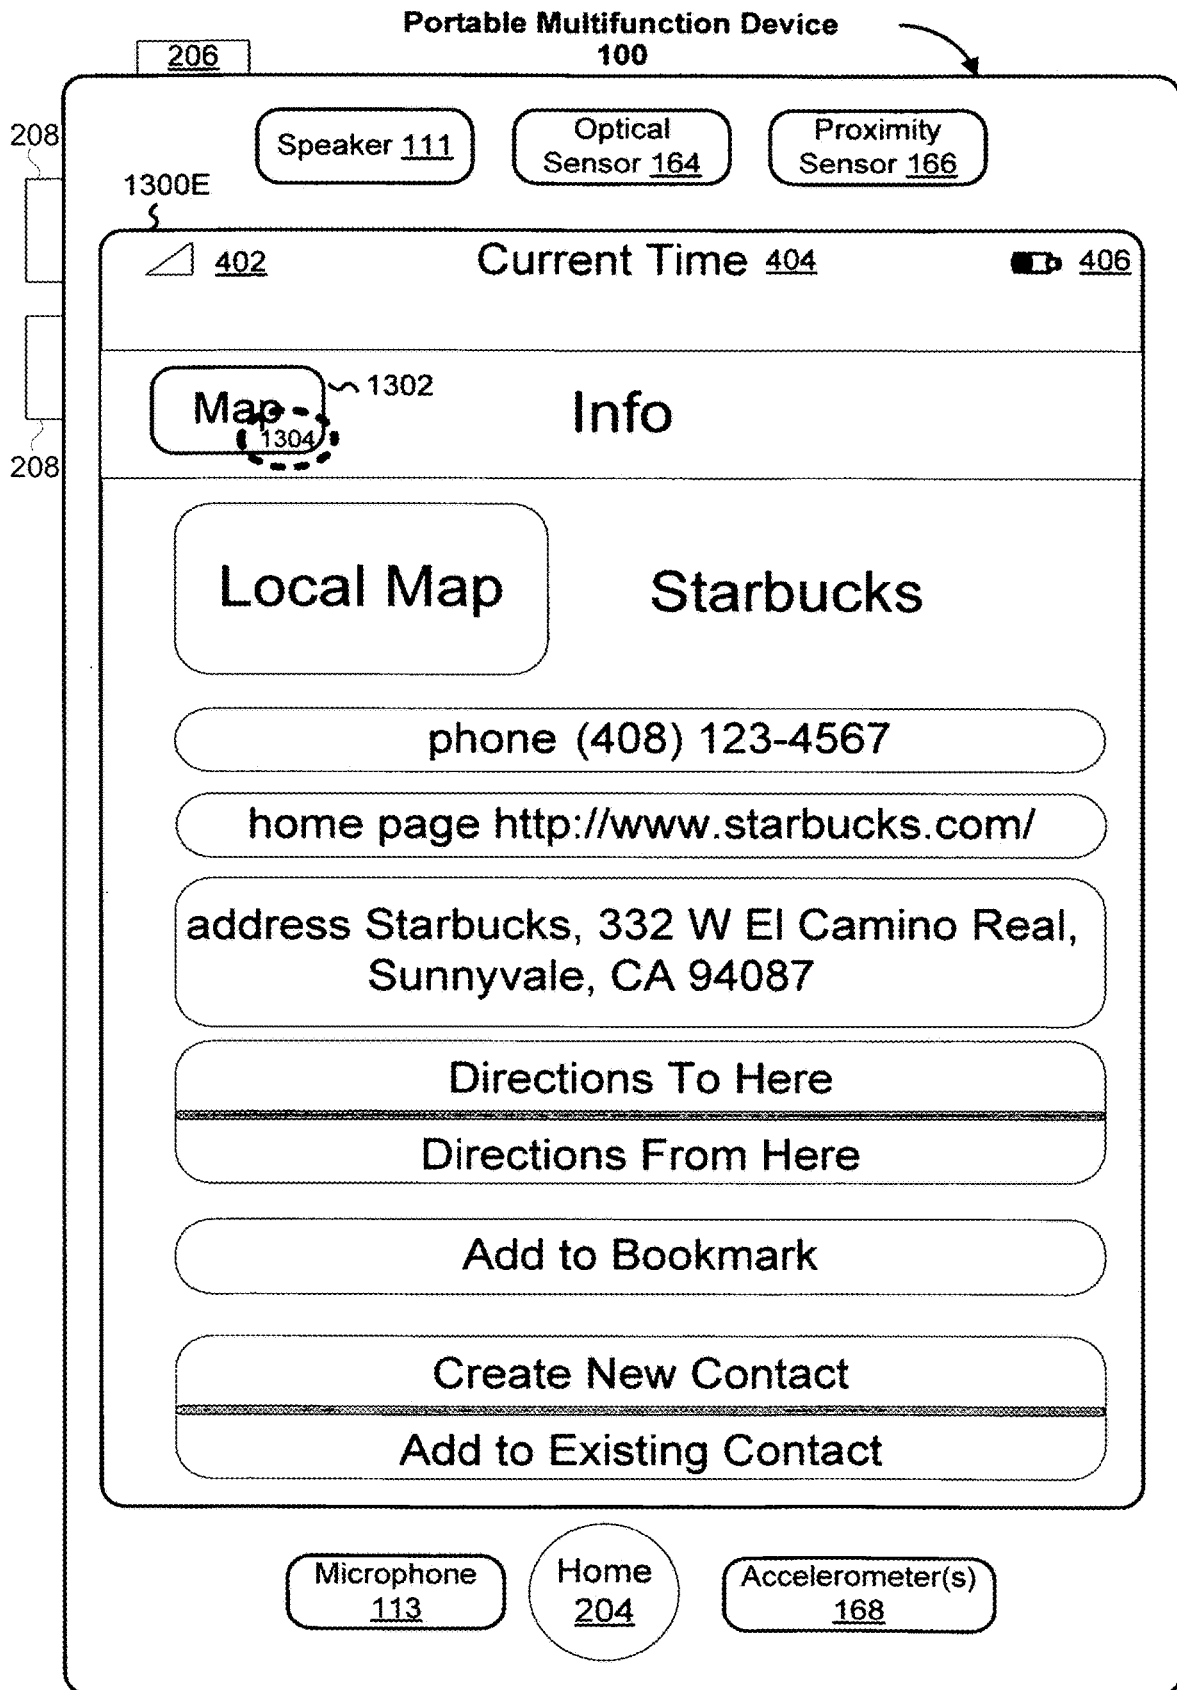 Portable Multifunction Device
100
206
208
208
Speaker 111
Optical
Sensor 164
Proximity
Sensor 166
1300E
402
Current Time 404
406
Map
1302
1304
Info
Local Map
Starbucks
phone (408) 123-4567
home page http://www.starbucks.com/
address Starbucks, 332 W El Camino Real,
Sunnyvale, CA 94087
Directions To Here
Directions From Here
Add to Bookmark
Create New Contact
Add to Existing Contact
Microphone
113
Home
204
Accelerometer(s)
168